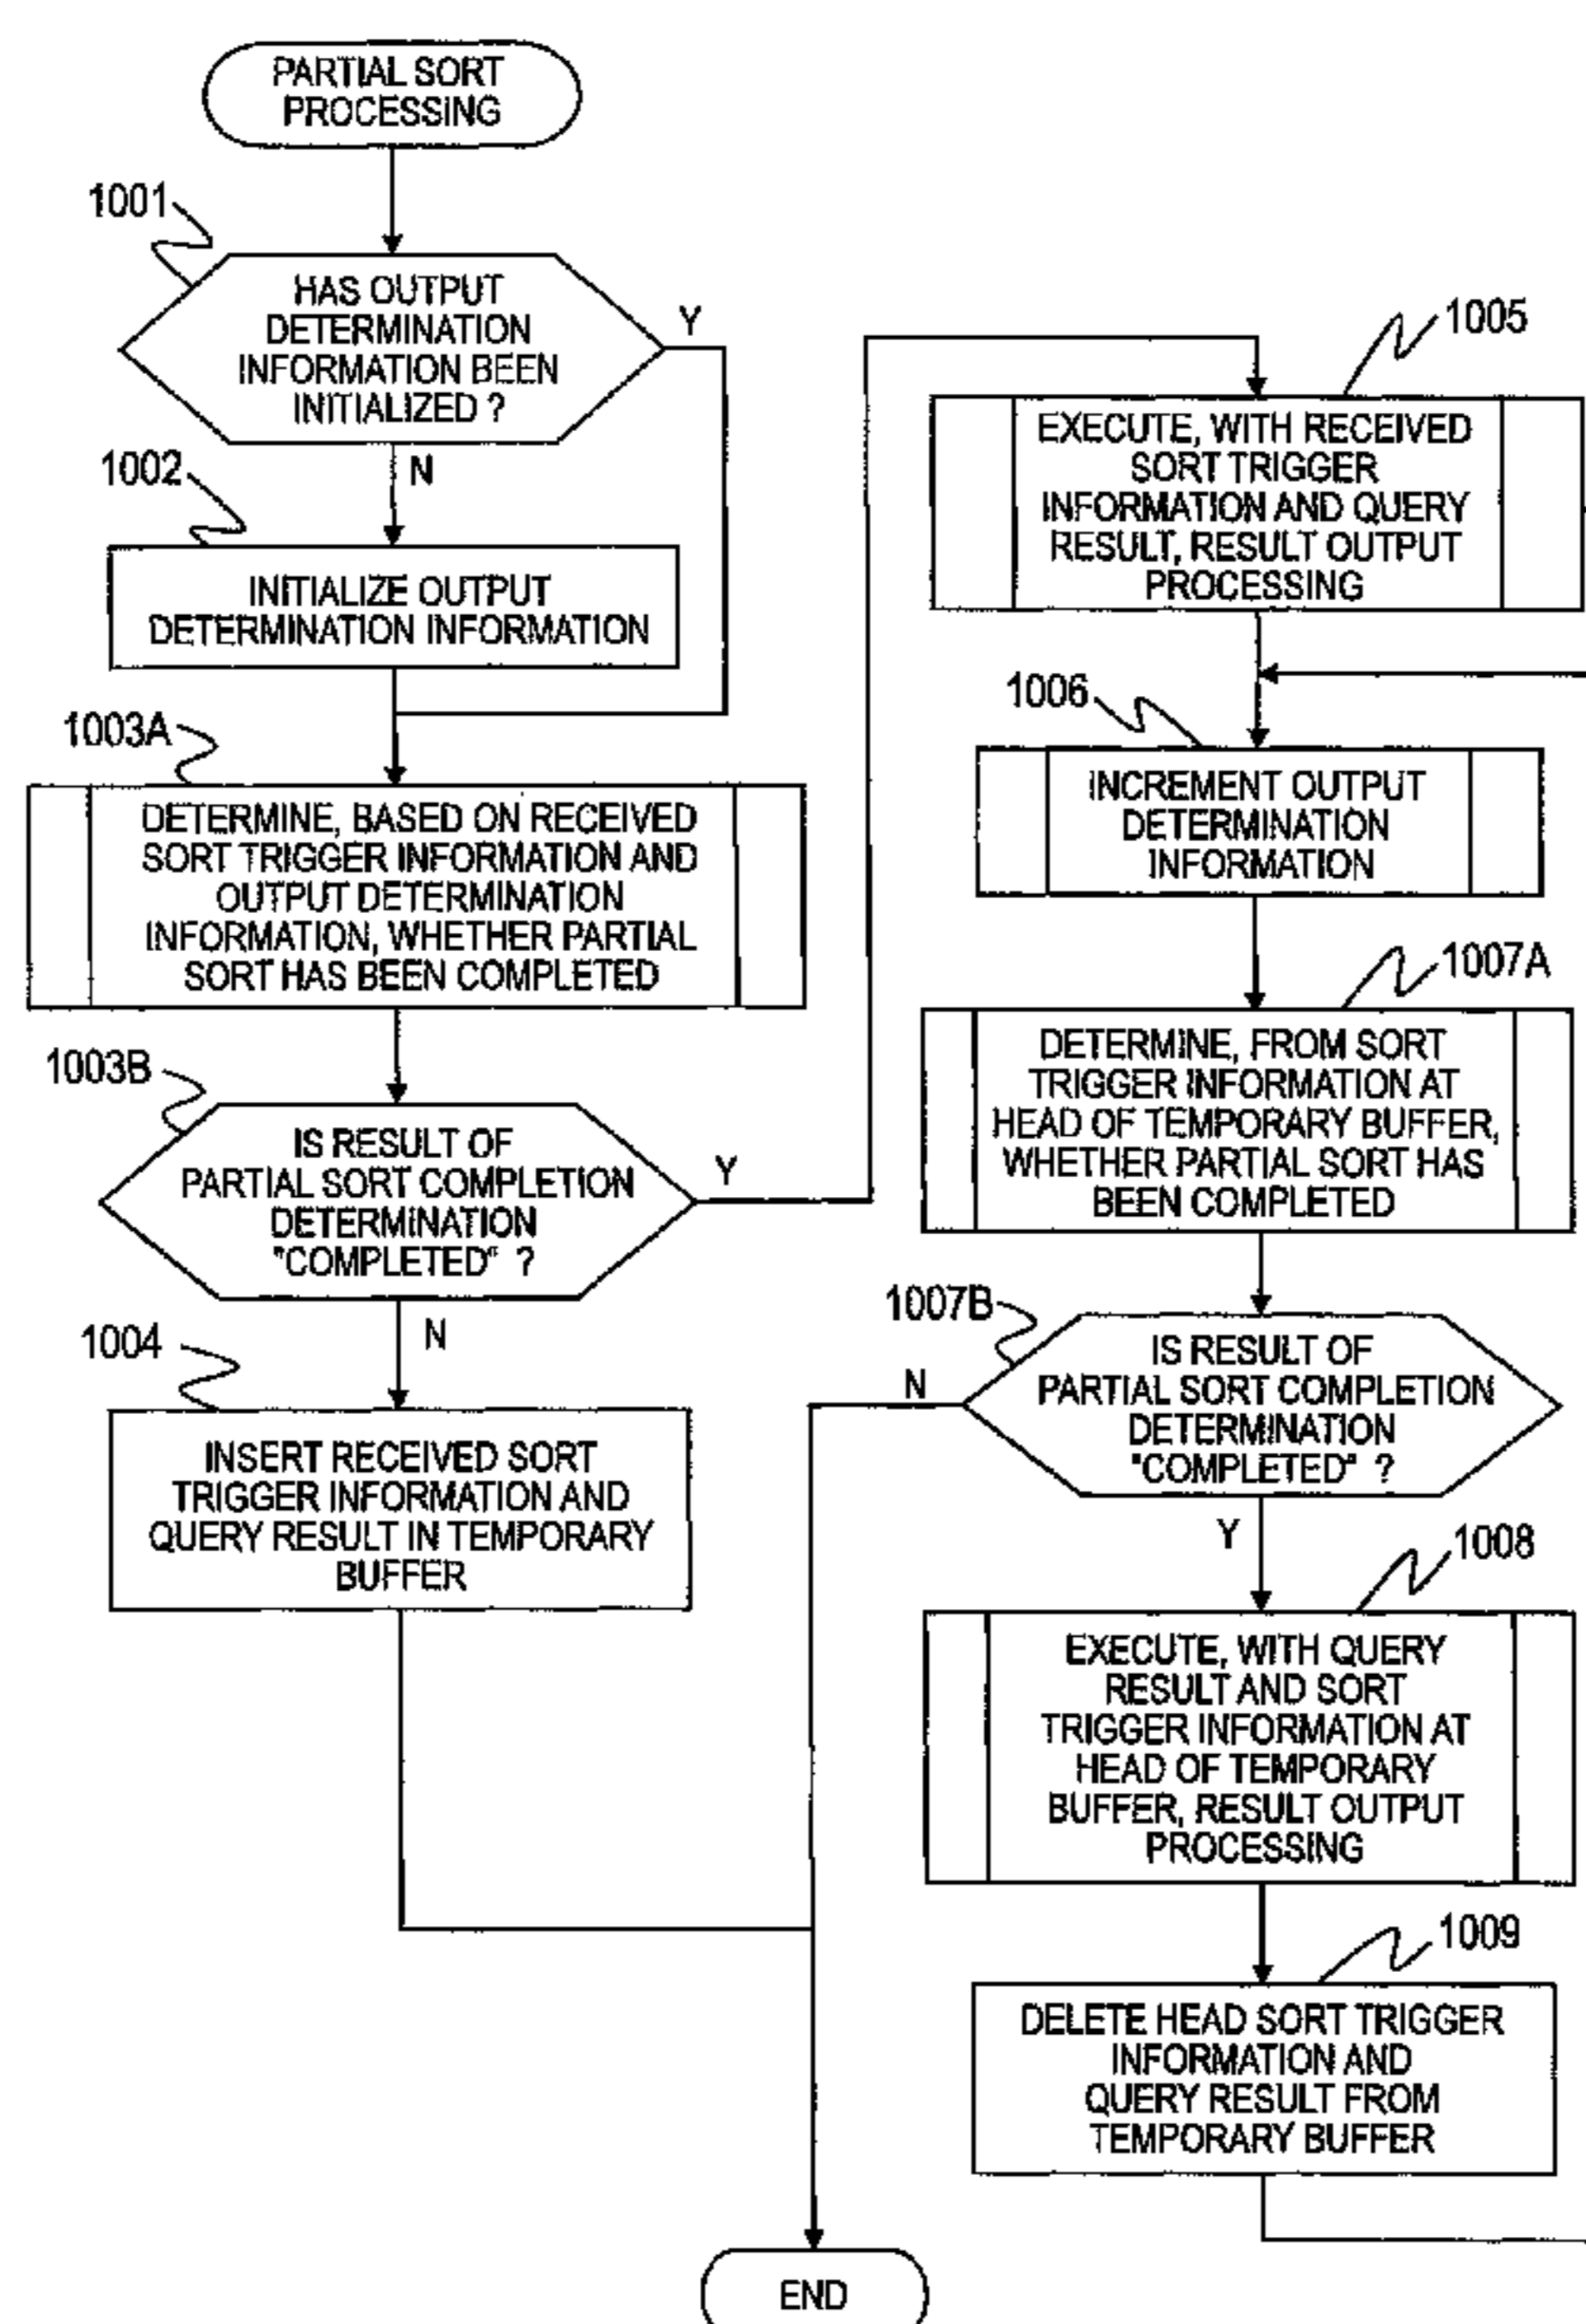 PARTIAL SORT
PROCESSING
1001
HAS OUTPUT
DETERMINATION
INFORMATION BEEN
INITIALIZED ?
Y
N
1002
INITIALIZE OUTPUT
DETERMINATION INFORMATION
1003A
DETERMINE, BASED ON RECEIVED
SORT TRIGGER INFORMATION AND
OUTPUT DETERMINATION
INFORMATION, WHETHER PARTIAL
SORT HAS BEEN COMPLETED
1003B
IS RESULT OF
PARTIAL SORT COMPLETION
DETERMINATION
"COMPLETED" ?
Y
N
1004
INSERT RECEIVED SORT
TRIGGER INFORMATION AND
QUERY RESULT IN TEMPORARY
BUFFER
1005
EXECUTE, WITH RECEIVED
SORT TRIGGER
INFORMATION AND QUERY
RESULT, RESULT OUTPUT
PROCESSING
1006
INCREMENT OUTPUT
DETERMINATION
INFORMATION
1007A
DETERMINE, FROM SORT
TRIGGER INFORMATION AT
HEAD OF TEMPORARY BUFFER,
WHETHER PARTIAL SORT HAS
BEEN COMPLETED
1007B
IS RESULT OF
PARTIAL SORT COMPLETION
DETERMINATION
"COMPLETED" ?
N
Y
1008
EXECUTE, WITH QUERY
RESULT AND SORT
TRIGGER INFORMATION AT
HEAD OF TEMPORARY
BUFFER, RESULT OUTPUT
PROCESSING
1009
DELETE HEAD SORT TRIGGER
INFORMATION AND
QUERY RESULT FROM
TEMPORARY BUFFER
END